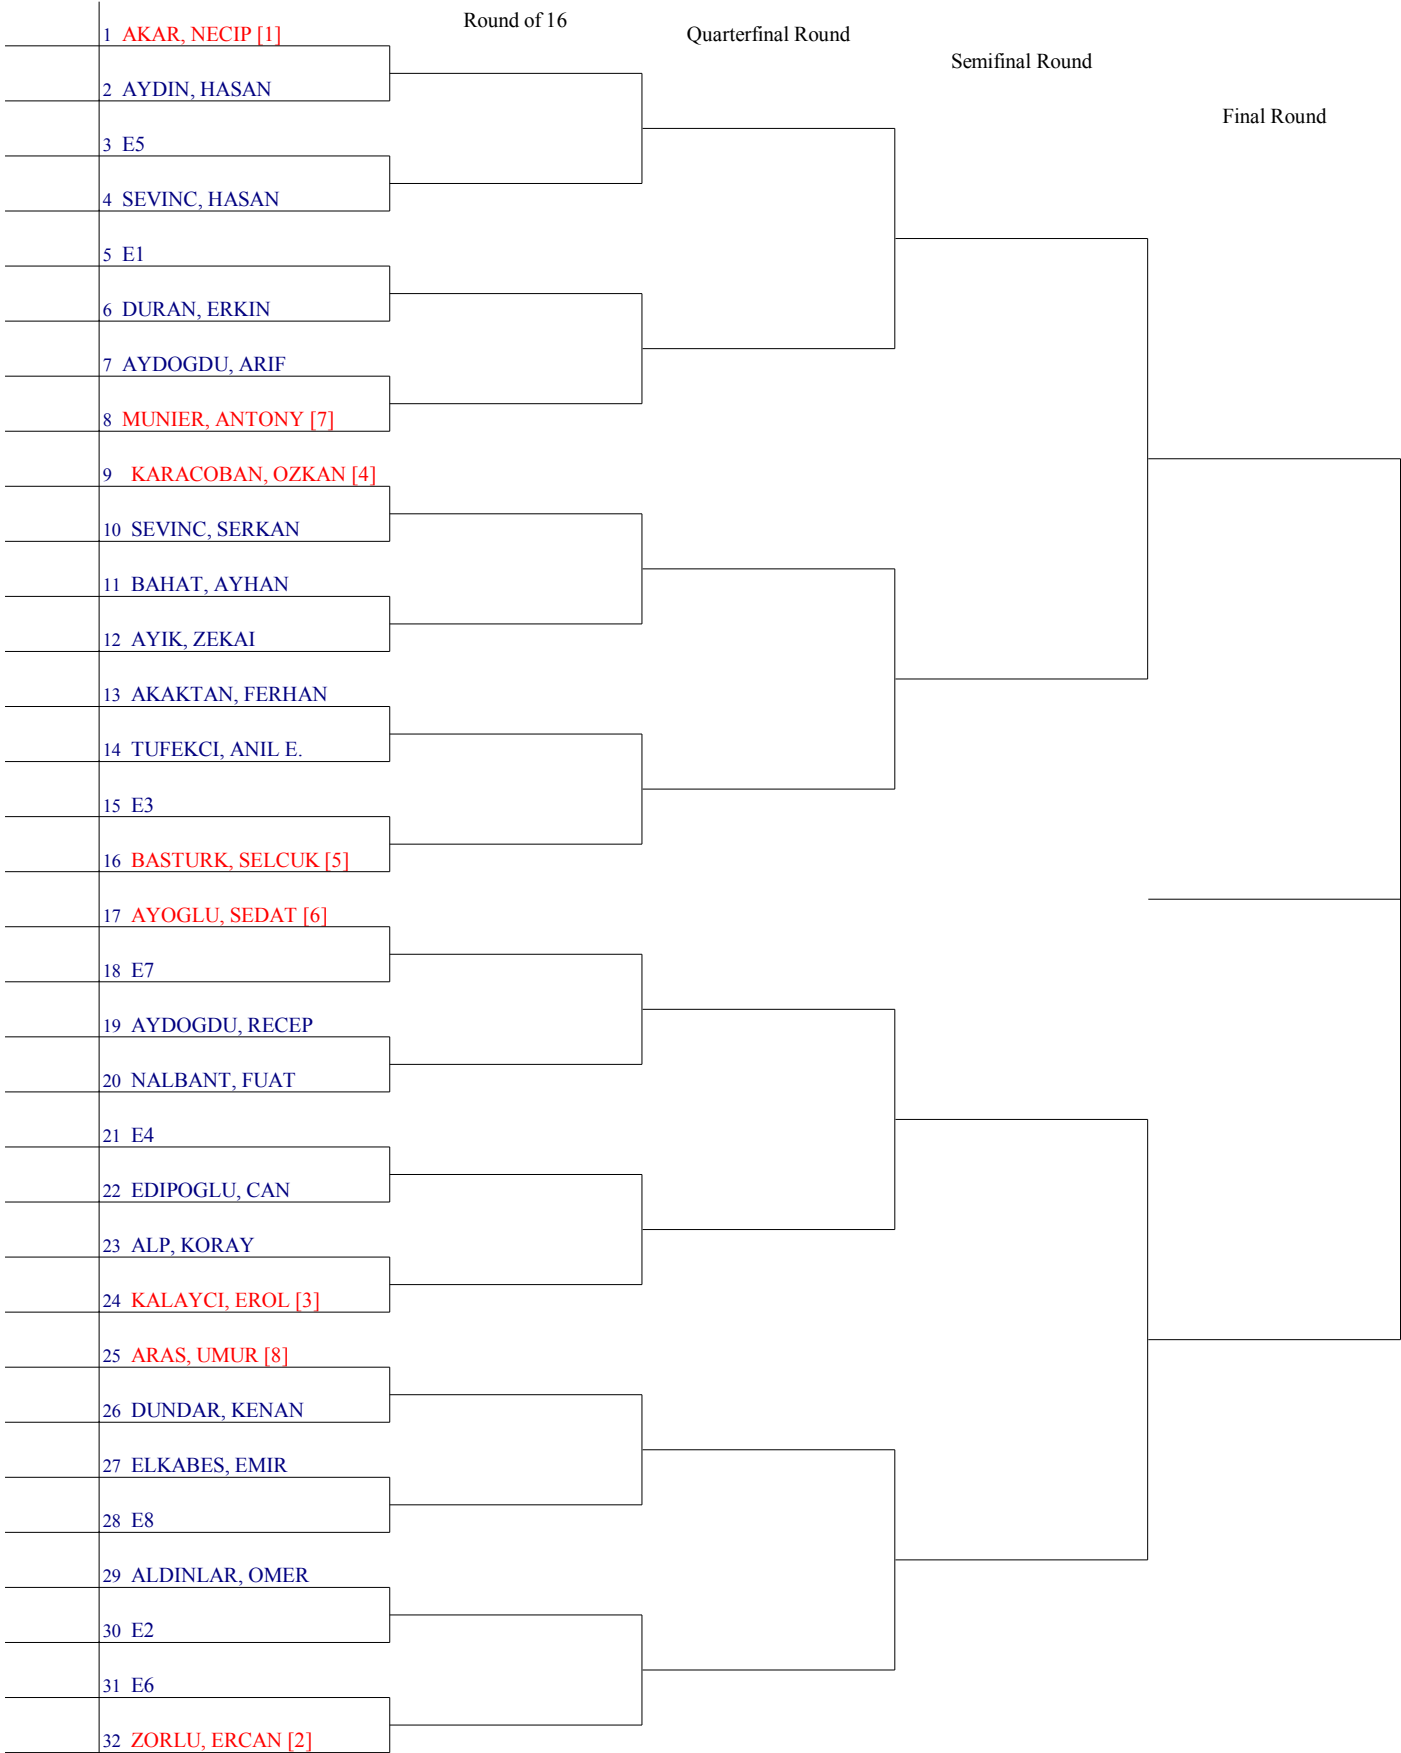 Round of 16
Quarterfinal Round
Semifinal Round
Final Round
1 AKAR, NECIP [1]
2 AYDIN, HASAN
3 E5
4 SEVINC, HASAN
5 E1
6 DURAN, ERKIN
7 AYDOGDU, ARIF
8 MUNIER, ANTONY [7]
9 KARACOBAN, OZKAN [4]
10 SEVINC, SERKAN
11 BAHAT, AYHAN
12 AYIK, ZEKAI
13 AKAKTAN, FERHAN
14 TUFEKCI, ANIL E.
15 E3
16 BASTURK, SELCUK [5]
17 AYOGLU, SEDAT [6]
18 E7
19 AYDOGDU, RECEP
20 NALBANT, FUAT
21 E4
22 EDIPOGLU, CAN
23 ALP, KORAY
24 KALAYCI, EROL [3]
25 ARAS, UMUR [8]
26 DUNDAR, KENAN
27 ELKABES, EMIR
28 E8
29 ALDINLAR, OMER
30 E2
31 E6
32 ZORLU, ERCAN [2]